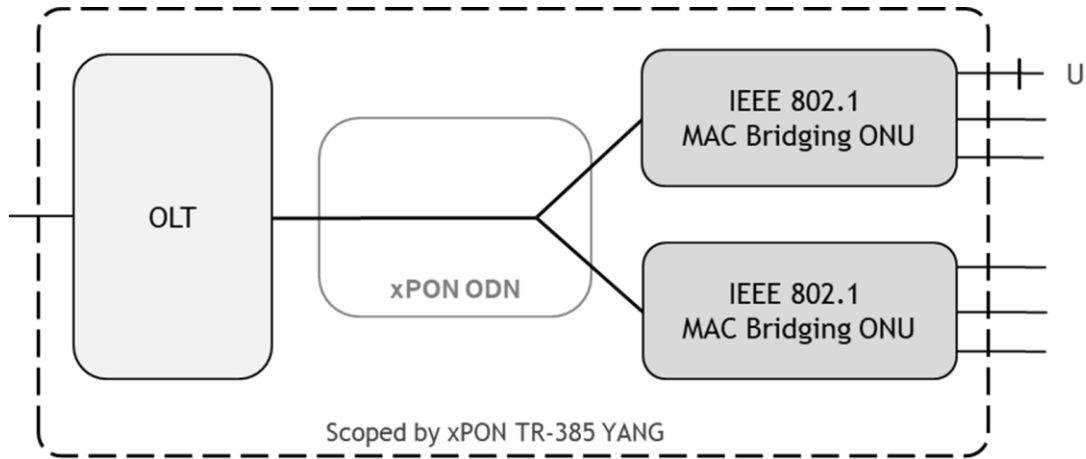 IEEE 802.1
MAC Bridging ONU
U
OLT
xPON ODN
IEEE 802.1
MAC Bridging ONU
Scoped by xPON TR-385 YANG